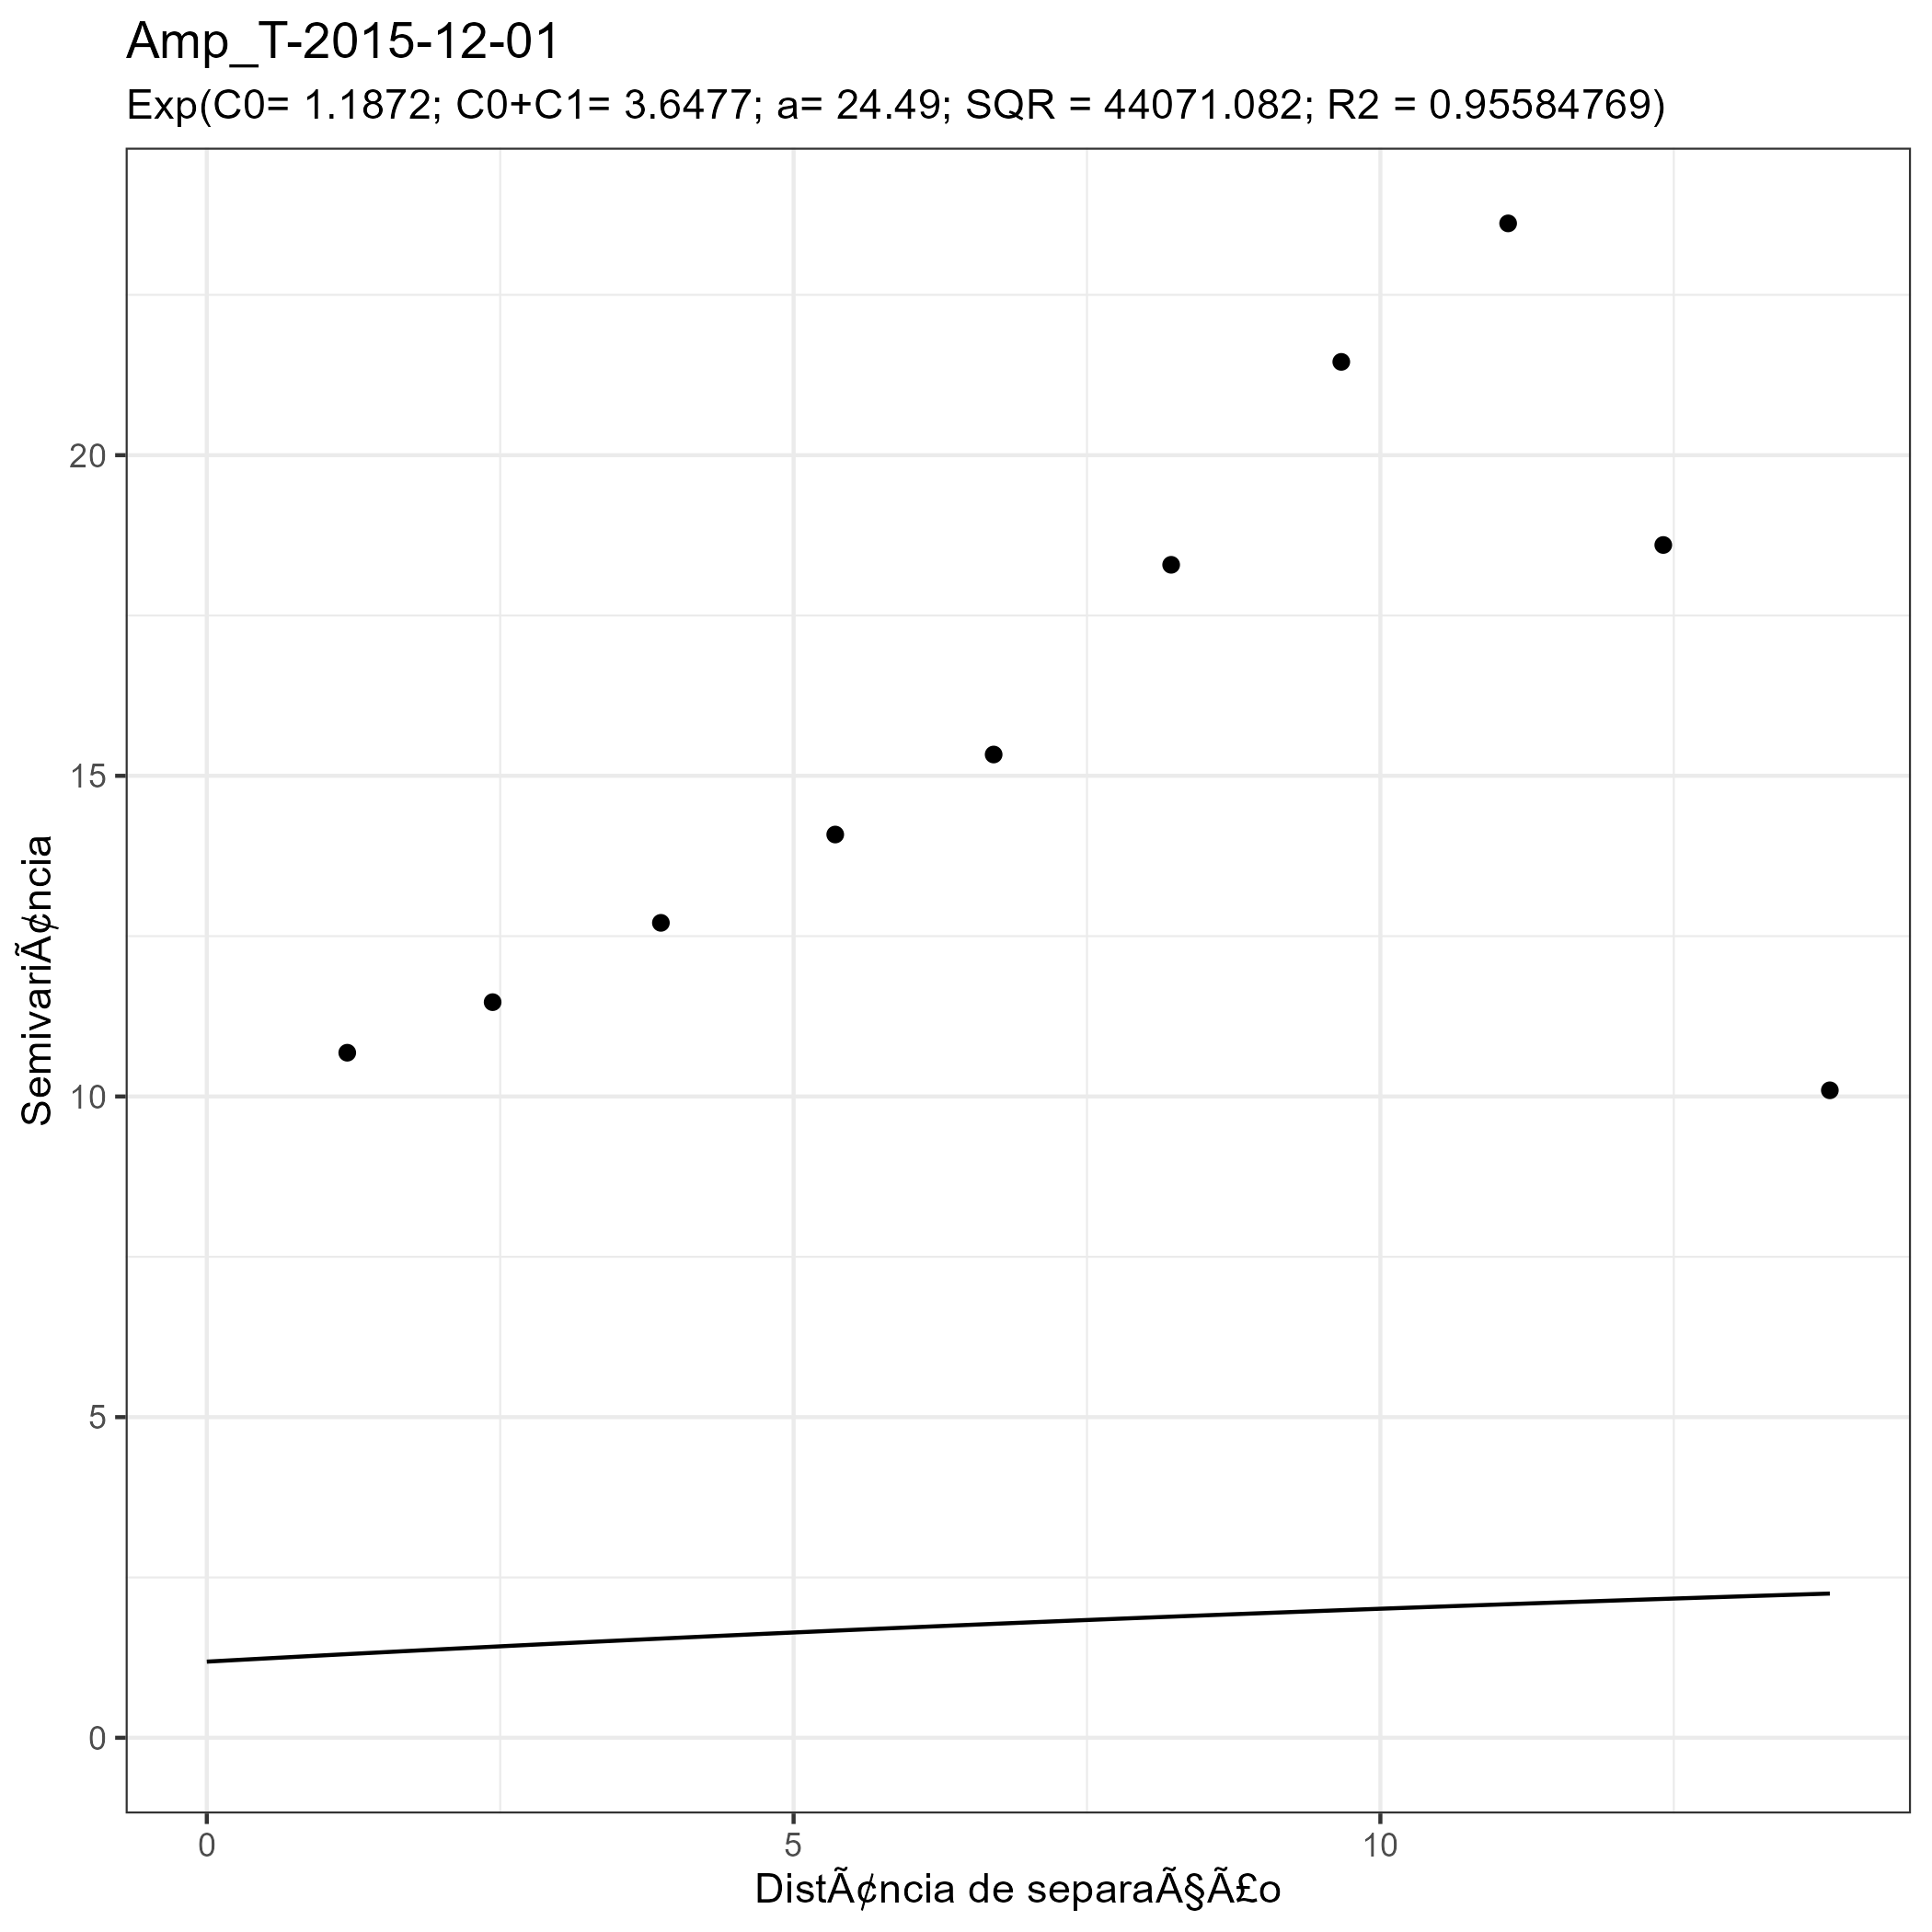 Amp_T-2015-12-01
Exp(C0= 1.1872; C0+C1= 3.6477; a= 24.49; SQR = 44071.082; R2 = 0.95584769)
SemivariÃ¢ncia
20
15
10
5
0
0 5 10
DistÃ¢ncia de separaÃ§Ã£o